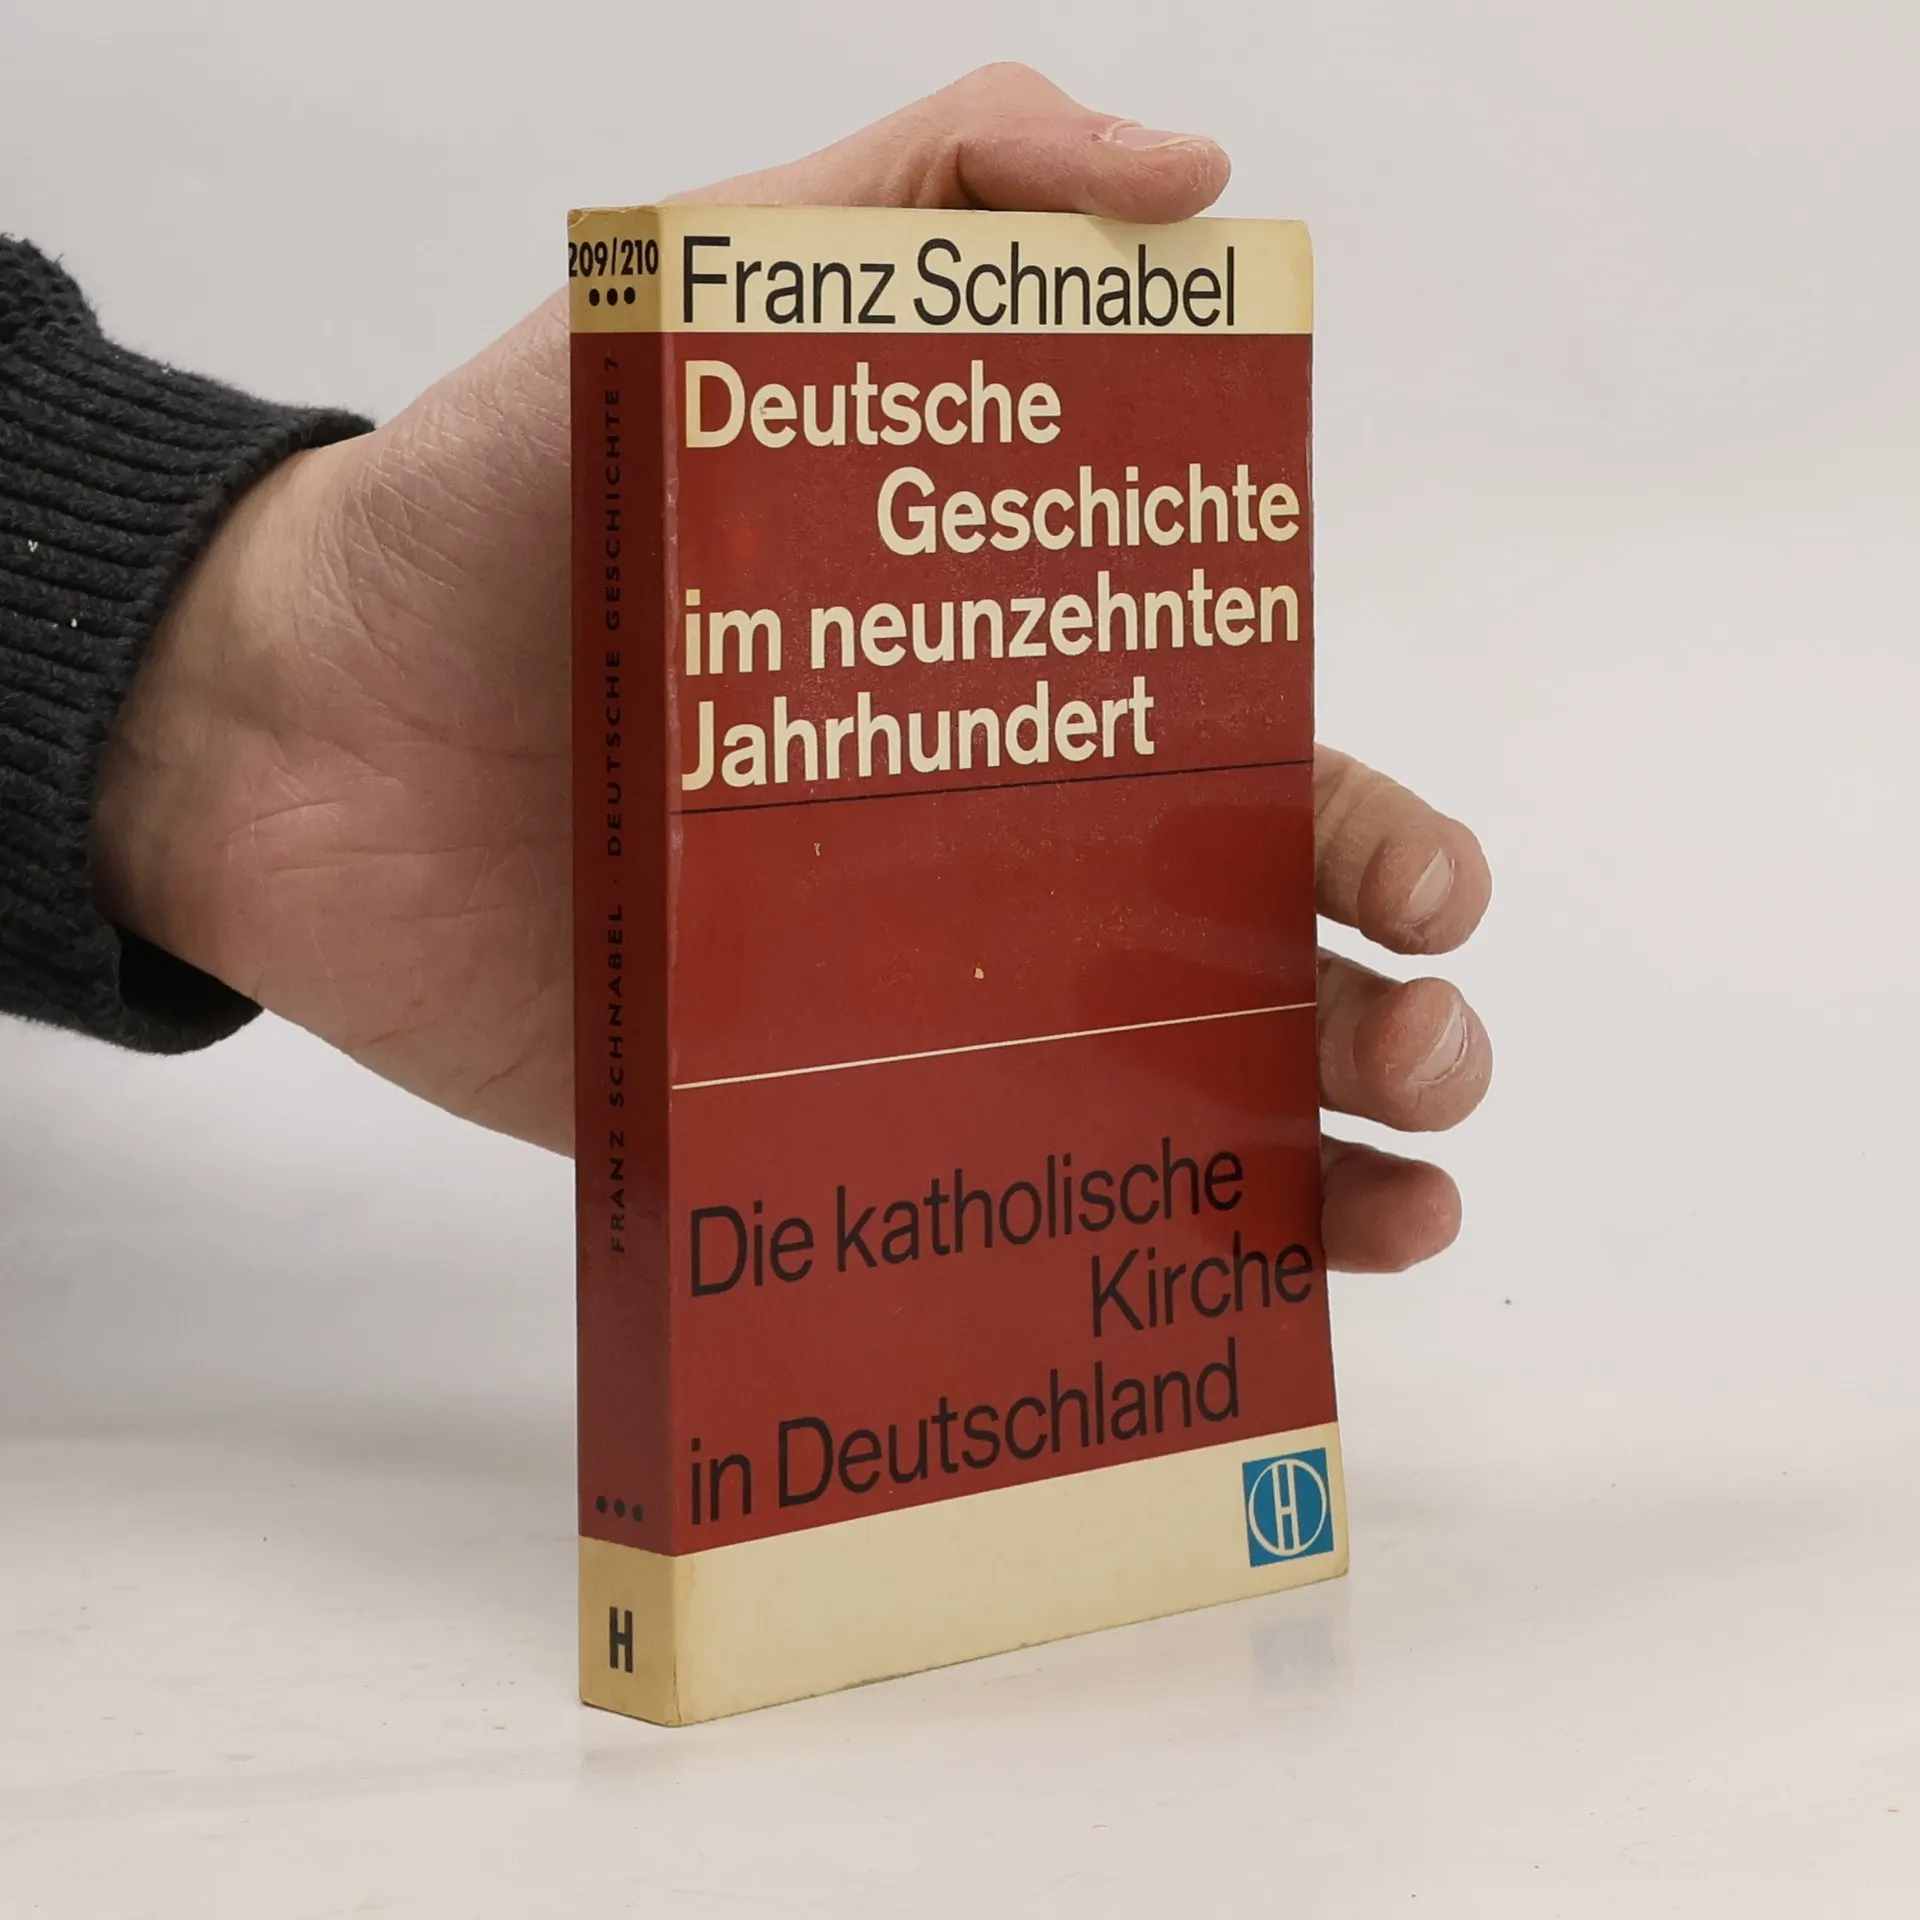 209/210
FRANZ SCHNABEL · DEUTSCHE GESCHICHTE 7
H
Franz Schnabel
Deutsche
Geschichte
im neunzehnten
Jahrhundert
Die katholische
Kirche
in Deutschland
H